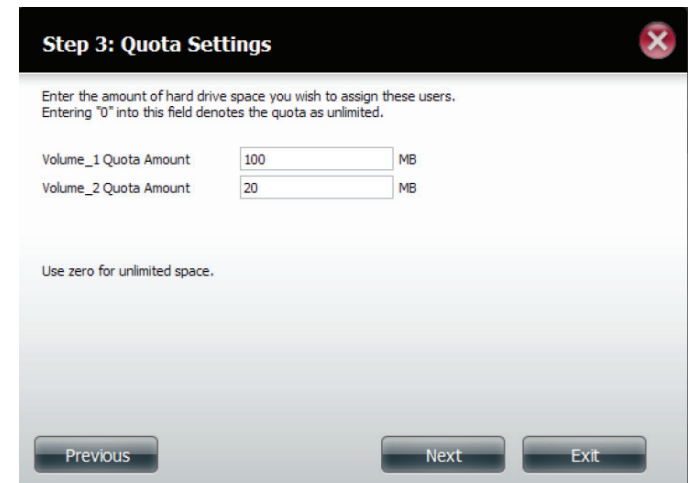 Step 3: Quota Settings
Enter the amount of hard drive space you wish to assign these users.
Entering "0" into this field denotes the quota as unlimited.
Volume_1 Quota Amount 100 MB
Volume_2 Quota Amount 20 MB
Use zero for unlimited space.
Previous Next Exit